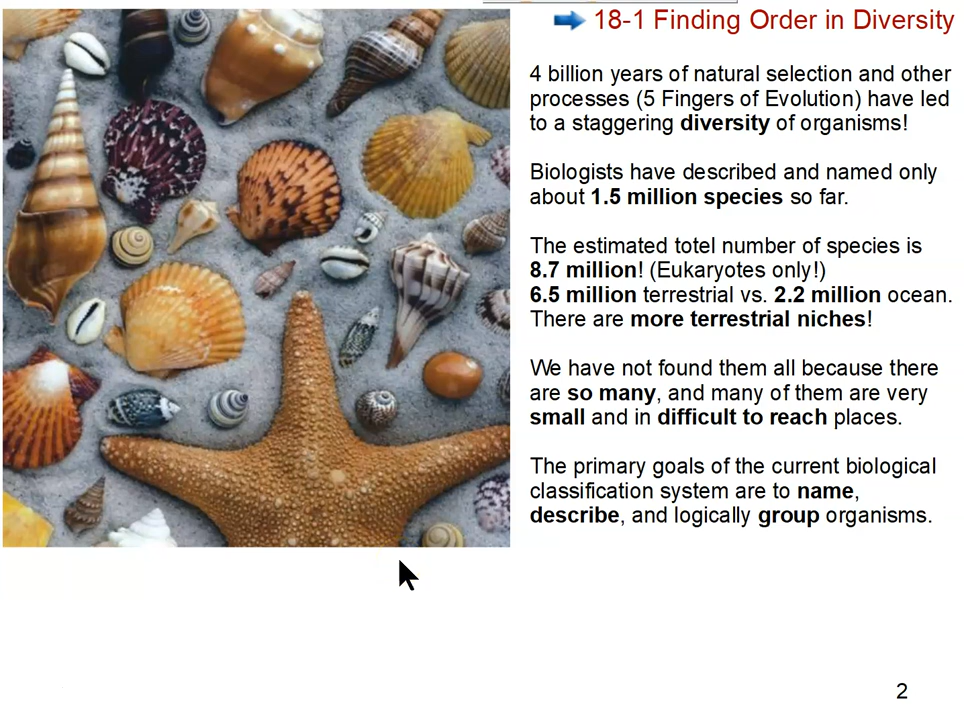 18-1 Finding Order in Diversity
4 billion years of natural selection and other
processes (5 Fingers of Evolution) have led
to a staggering diversity of organisms!
Biologists have described and named only
about 1.5 million species so far.
The estimated totel number of species is
8.7 million! (Eukaryotes only!)
6.5 million terrestrial vs. 2.2 million ocean.
There are more terrestrial niches!
We have not found them all because there
are so many, and many of them are very
small and in difficult to reach places.
The primary goals of the current biological
classification system are to name,
describe, and logically group organisms.
2